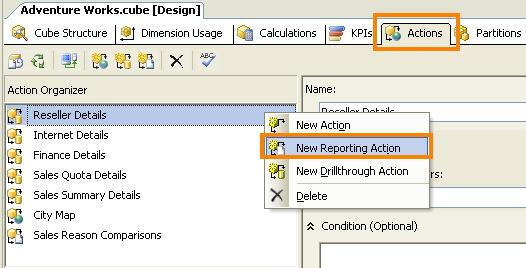 Adventure Works.cube [Design]
Cube Structure
Dimension Usage
Calculations
KPIs
Actions
Partitions
ABC
Action Organizer
Name:
Reseller Details
Reseller Details
Internet Details
Finance Details
Sales Quota Details
Sales Summary Details
City Map
Sales Reason Comparisons
New Action
New Reporting Action
New Drillthrough Action
Delete
Condition (Optional)